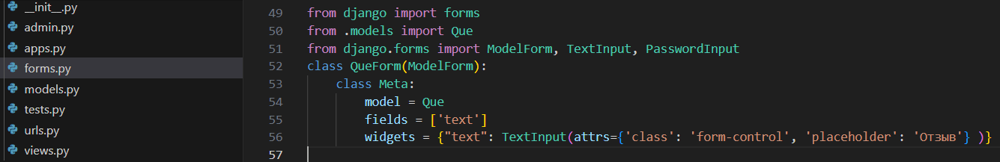 __init__.py
admin.py
apps.py
forms.py
models.py
tests.py
urls.py
views.py
49 from django import forms
50 from .models import Que
51 from django.forms import ModelForm, TextInput, PasswordInput
52 class QueForm(ModelForm):
53     class Meta:
54         model = Que
55         fields = ['text']
56         widgets = {"text": TextInput(attrs={'class': 'form-control', 'placeholder': 'Отзыв'} )}
57